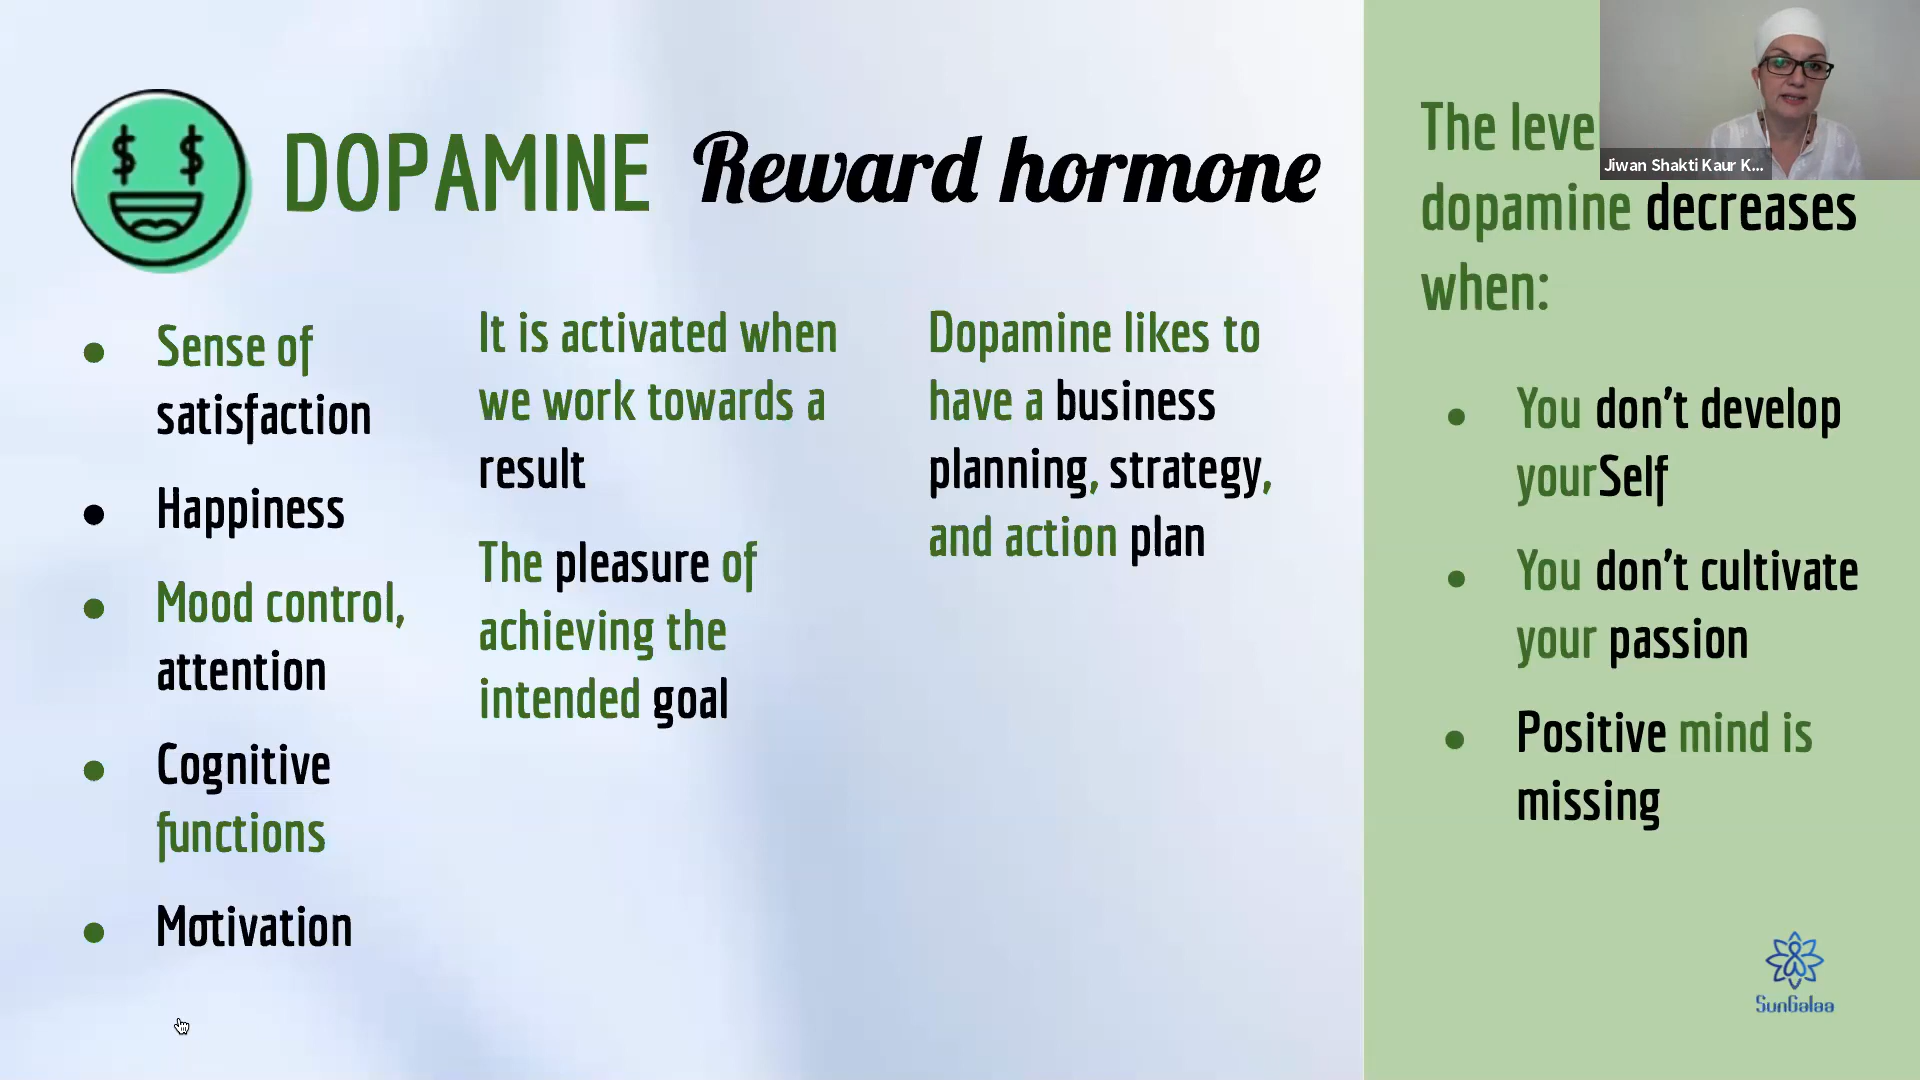 DOPAMINE Reward hormone
Sense of
satisfaction
Happiness
Mood control,
attention
Cognitive
functions
Motivation
It is activated when
we work towards a
result
The pleasure of
achieving the
intended goal
Dopamine likes to
have a business
planning, strategy,
and action plan
The
dopamine decreases
when:
You don't develop
yourSelf
You don't cultivate
your passion
Positive mind is
missing
Jiwan Shakti Kaur K...
SunGalaa
$ $